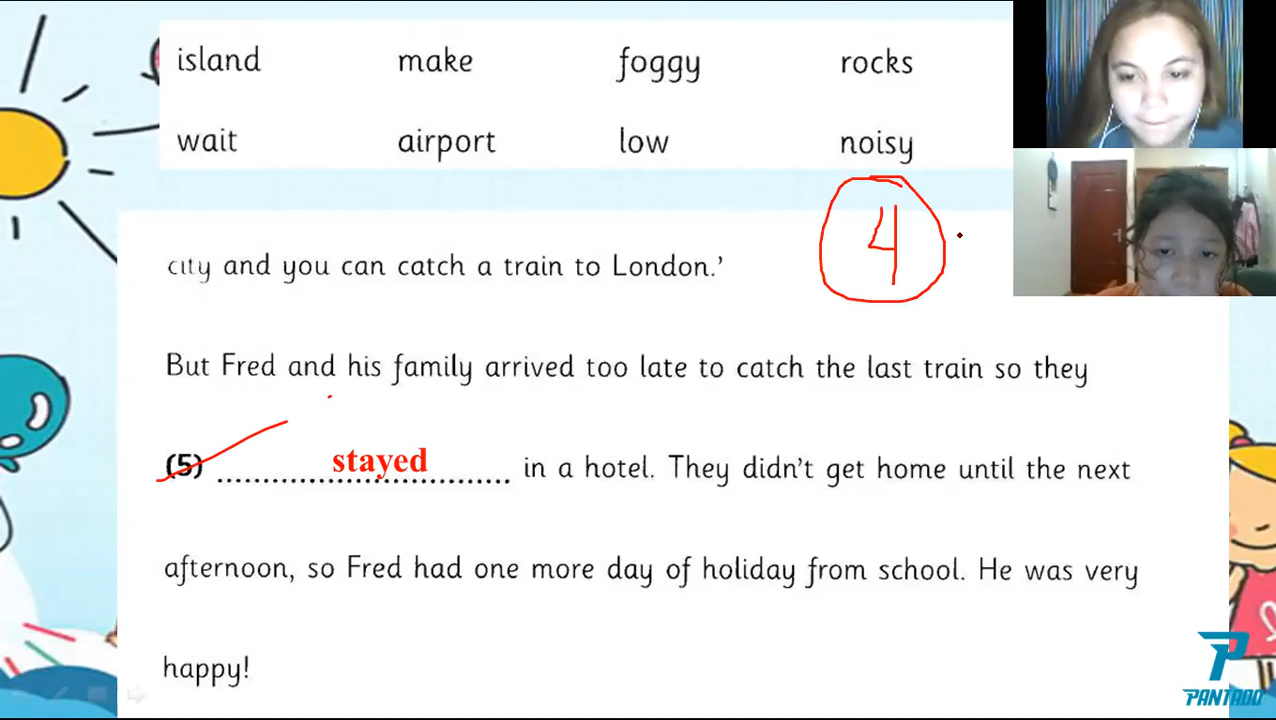 island make foggy rocks
wait airport low noisy
4
city and you can catch a train to London.’
But Fred and his family arrived too late to catch the last train so they
(5) ................................ stayed in a hotel. They didn’t get home until the next
afternoon, so Fred had one more day of holiday from school. He was very
happy!
PANTADO